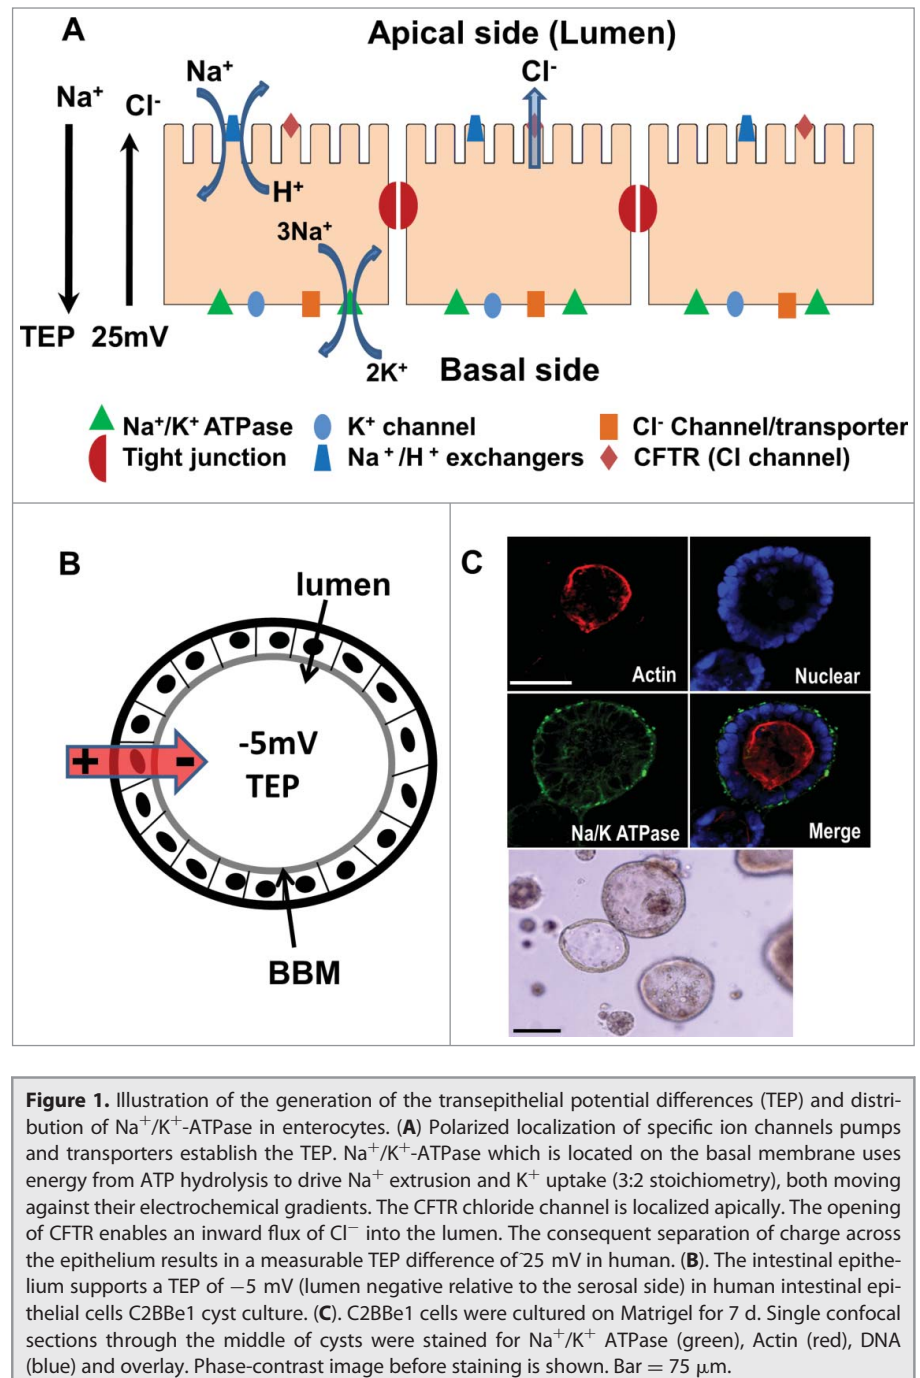 A
Apical side (Lumen)
Na⁺
Cl⁻
Na⁺
Cl⁻
H⁺
3Na⁺
TEP 25mV
2K⁺
Basal side
Na⁺/K⁺ ATPase
K⁺ channel
Cl⁻ Channel/transporter
Tight junction
Na⁺/H⁺ exchangers
CFTR (Cl channel)
B
lumen
-5mV
TEP
+
-
BBM
C
Actin
Nuclear
Na/K ATPase
Merge
Figure 1. Illustration of the generation of the transepithelial potential differences (TEP) and distri-
bution of Na⁺/K⁺-ATPase in enterocytes. (A) Polarized localization of specific ion channels pumps
and transporters establish the TEP. Na⁺/K⁺-ATPase which is located on the basal membrane uses
energy from ATP hydrolysis to drive Na⁺ extrusion and K⁺ uptake (3:2 stoichiometry), both moving
against their electrochemical gradients. The CFTR chloride channel is localized apically. The opening
of CFTR enables an inward flux of Cl⁻ into the lumen. The consequent separation of charge across
the epithelium results in a measurable TEP difference of ˜25 mV in human. (B). The intestinal epithe-
lium supports a TEP of −5 mV (lumen negative relative to the serosal side) in human intestinal epi-
thelial cells C2BBe1 cyst culture. (C). C2BBe1 cells were cultured on Matrigel for 7 d. Single confocal
sections through the middle of cysts were stained for Na⁺/K⁺ ATPase (green), Actin (red), DNA
(blue) and overlay. Phase-contrast image before staining is shown. Bar = 75 μm.